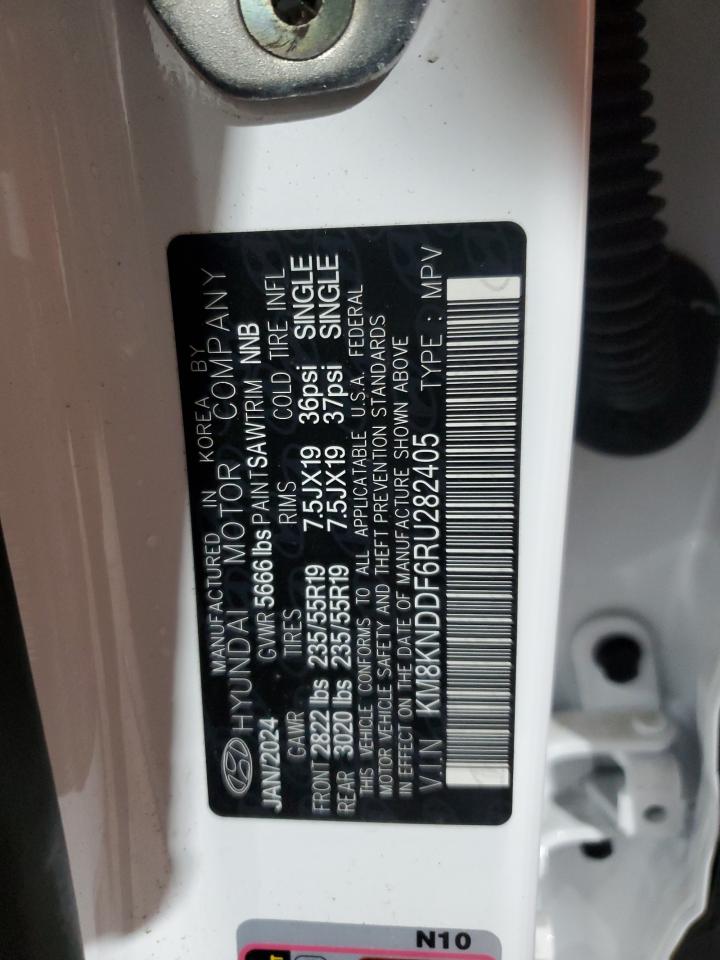 MANUFACTURED IN KOREA BY
HYUNDAI MOTOR COMPANY
JAN/2024 GVWR 5666 lbs PAINT SAW TRIM NNB
GAWR TIRES RIMS COLD TIRE INFL
FRONT 2822 lbs 235/55R19 7.5JX19 36psi SINGLE
REAR 3020 lbs 235/55R19 7.5JX19 37psi SINGLE
THIS VEHICLE CONFORMS TO ALL APPLICATABLE U.S.A. FEDERAL
MOTOR VEHICLE SAFETY AND THEFT PREVENTION STANDARDS
IN EFFECT ON THE DATE OF MANUFACTURE SHOWN ABOVE
V.I.N KM8KNDDF6RU282405 TYPE : MPV
N10